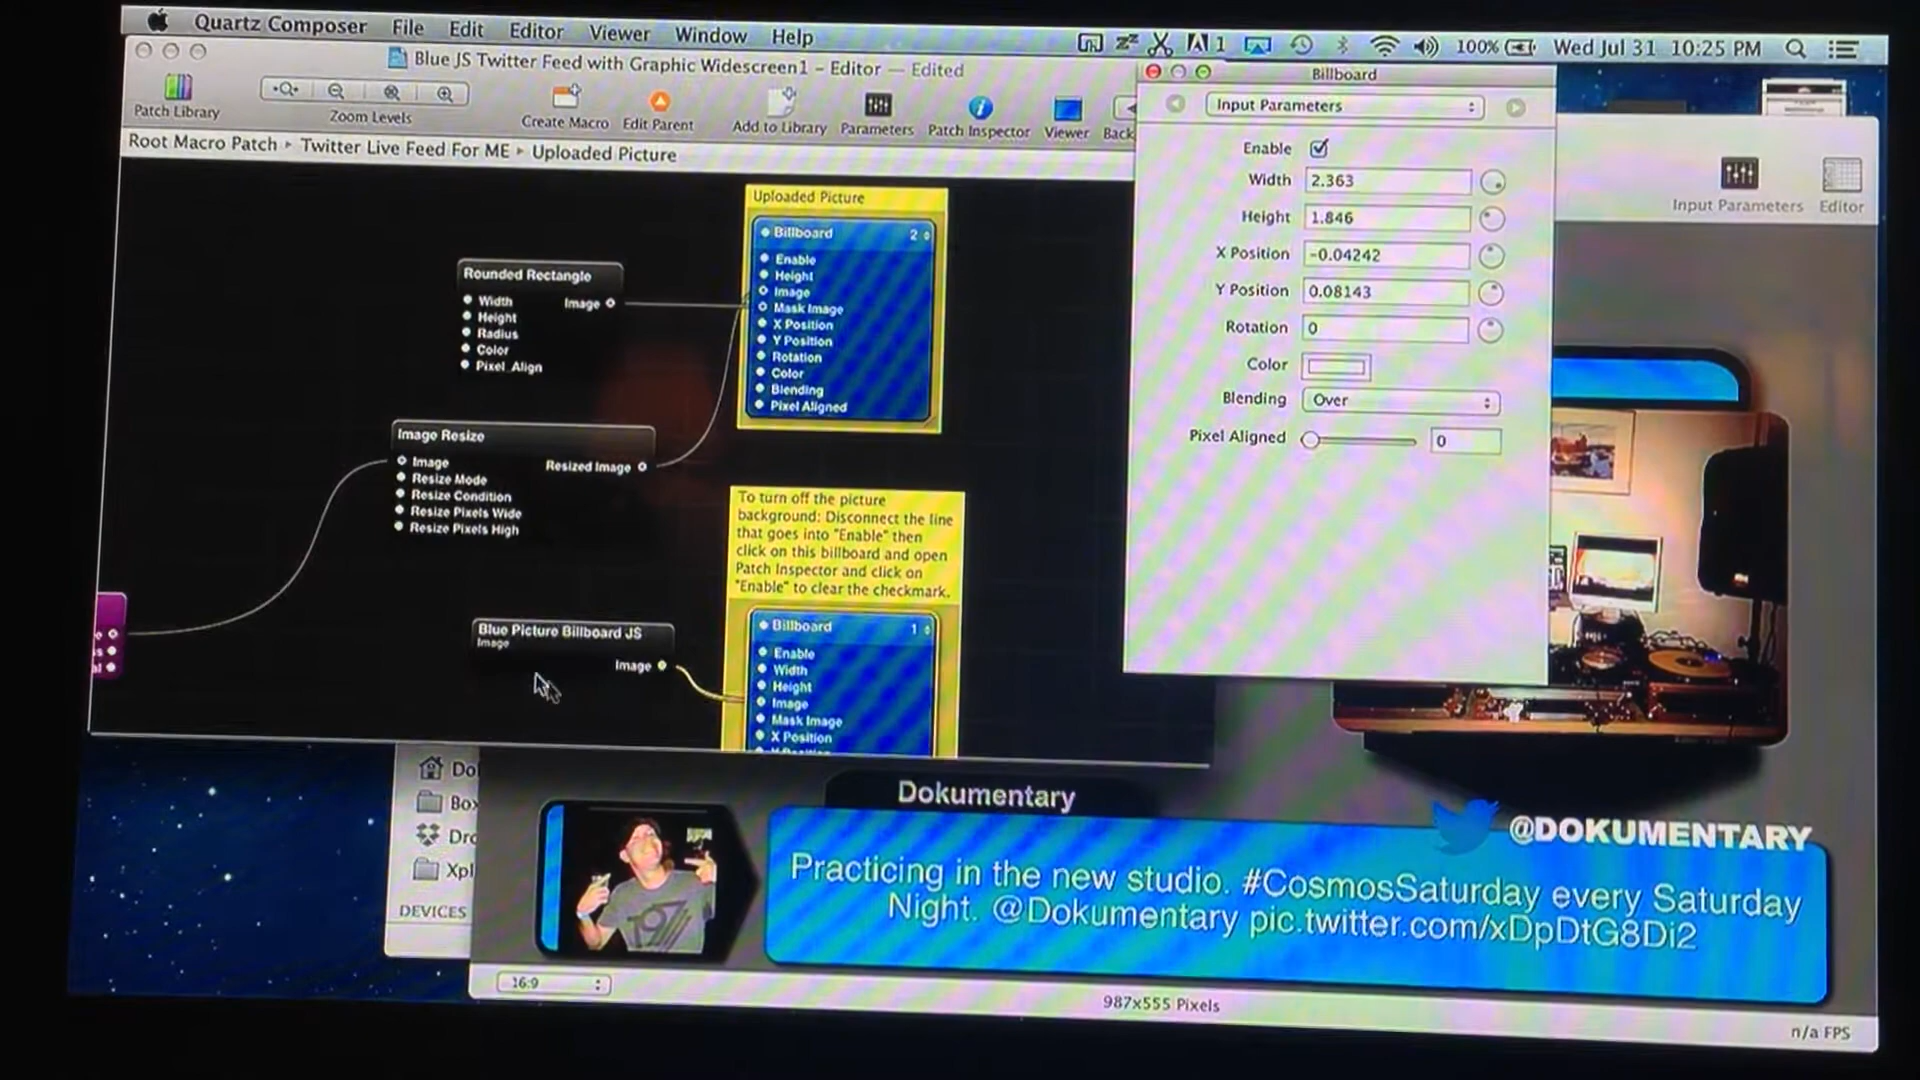 Quartz Composer File Edit Editor Viewer Window Help
1 100% Wed Jul 31 10:25 PM
Blue JS Twitter Feed with Graphic Widescreen1 – Editor — Edited
Patch Library
Zoom Levels
Create Macro
Edit Parent
Add to Library
Parameters
Patch Inspector
Viewer
Back
Root Macro Patch ▸ Twitter Live Feed For ME ▸ Uploaded Picture
Uploaded Picture
Billboard 2
Enable
Height
Image
Mask Image
X Position
Y Position
Rotation
Color
Blending
Pixel Aligned
Rounded Rectangle
Width Image
Height
Radius
Color
Pixel Align
Image Resize
Image Resized Image
Resize Mode
Resize Condition
Resize Pixels Wide
Resize Pixels High
To turn off the picture
background: Disconnect the line
that goes into "Enable" then
click on this billboard and open
Patch Inspector and click on
"Enable" to clear the checkmark.
Blue Picture Billboard JS
Image
Image
Billboard 1
Enable
Width
Height
Image
Mask Image
X Position
Billboard
Input Parameters
Enable
Width 2.363
Height 1.846
X Position -0.04242
Y Position 0.08143
Rotation 0
Color
Blending Over
Pixel Aligned 0
Input Parameters
Editor
Do
Box
Dro
Xpl
DEVICES
Dokumentary
@DOKUMENTARY
Practicing in the new studio. #CosmosSaturday every Saturday
Night. @Dokumentary pic.twitter.com/xDpDtG8Di2
16:9
987x555 Pixels
n/a FPS